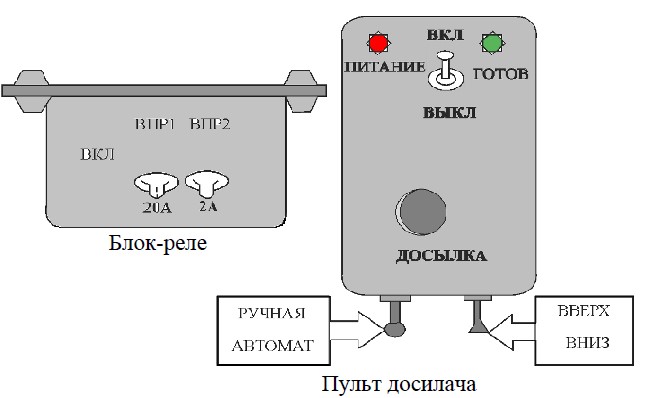 ВКЛ
ПИТАНИЕ ГОТОВ
ВЫКЛ
ВПР1 ВПР2
ВКЛ
20А 2А
Блок-реле
ДОСЫЛКА
РУЧНАЯ
АВТОМАТ
ВВЕРХ
ВНИЗ
Пульт досилача